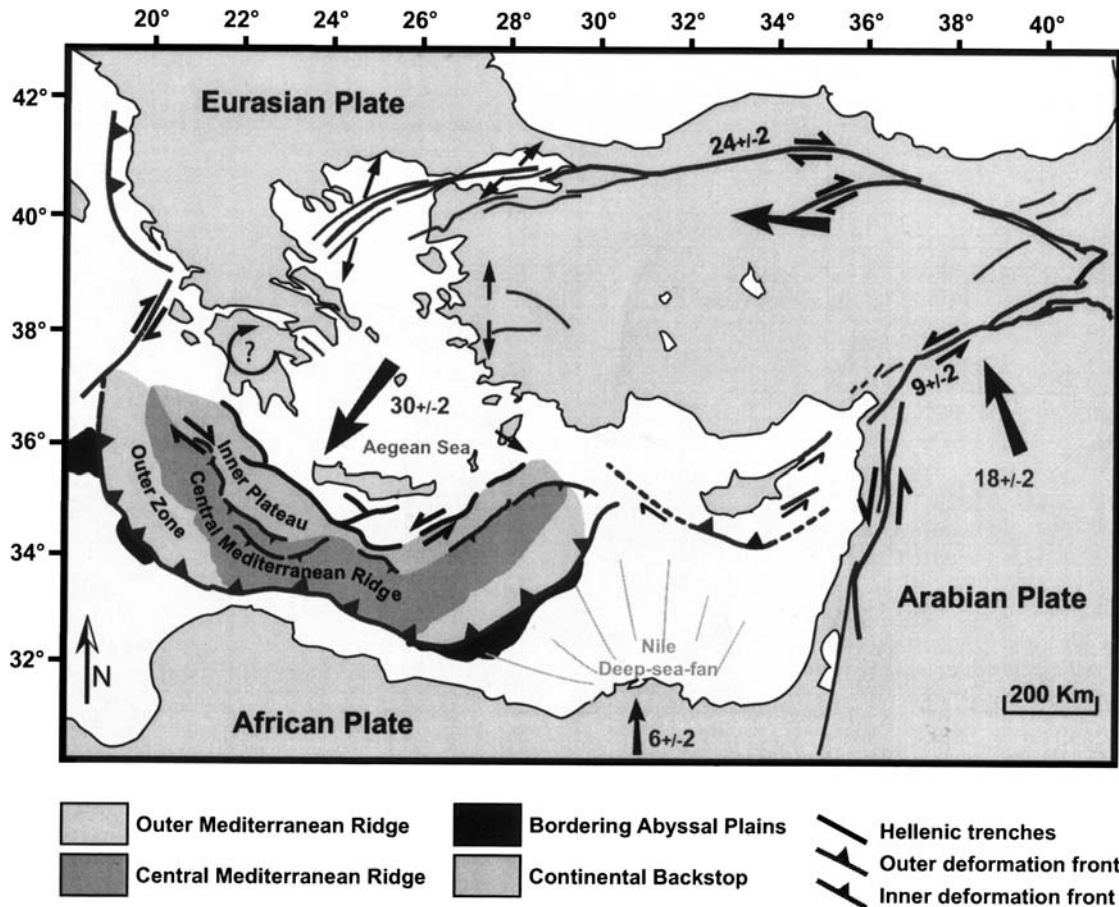 20° 22° 24° 26° 28° 30° 32° 34° 36° 38° 40°
42°
40°
38°
36°
34°
32°
Eurasian Plate
24+/-2
?
30+/-2
Aegean Sea
9+/-2
18+/-2
Inner Plateau
Outer Zone
Central Mediterranean Ridge
Arabian Plate
Nile
Deep-sea-fan
N
200 Km
African Plate
6+/-2
Outer Mediterranean Ridge
Central Mediterranean Ridge
Bordering Abyssal Plains
Continental Backstop
Hellenic trenches
Outer deformation front
Inner deformation front